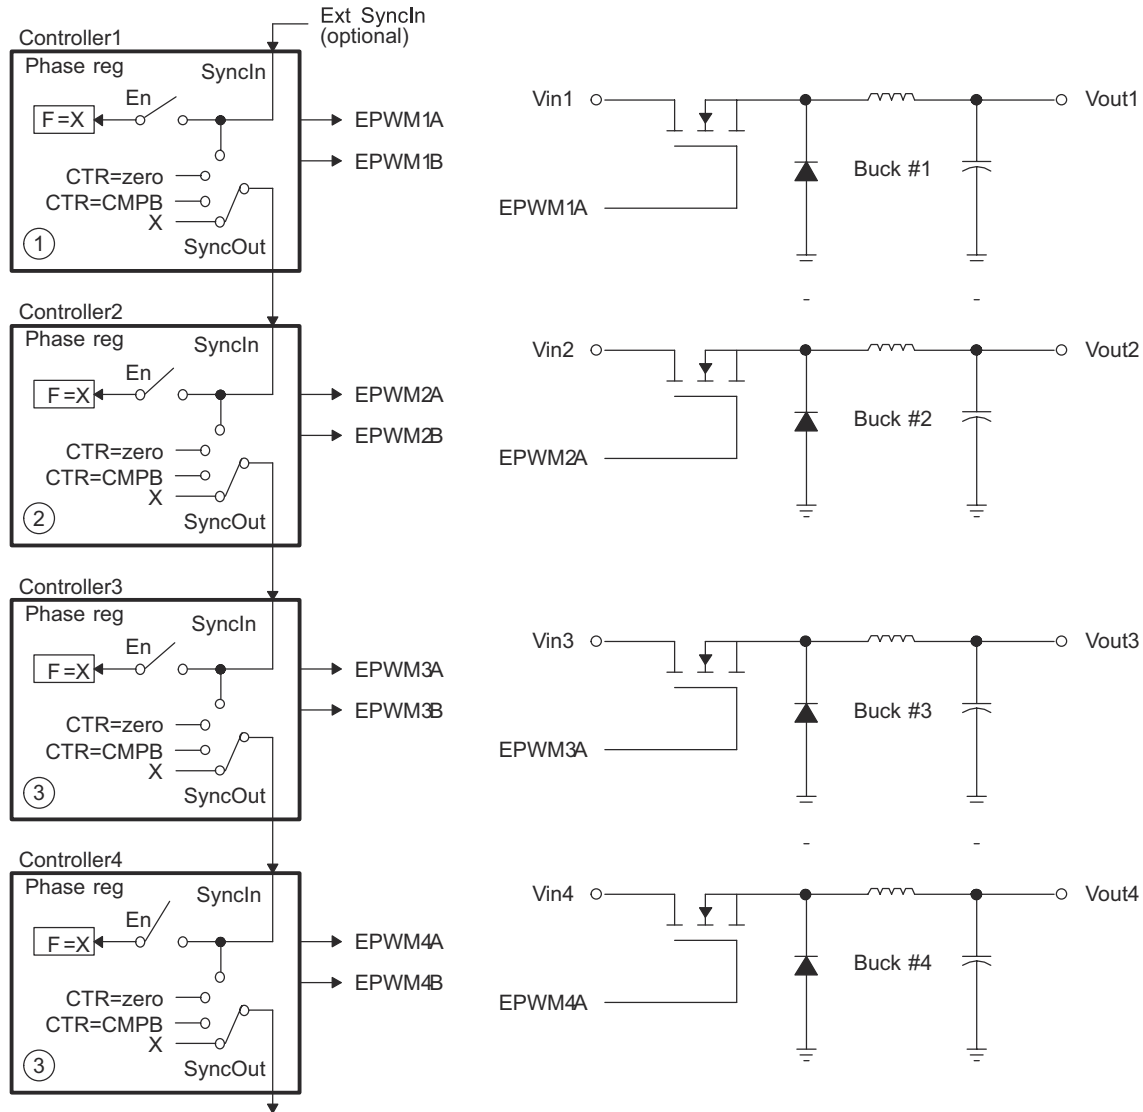 Ext SyncIn
(optional)
Controller1
Phase reg
SyncIn
En
F=X
CTR=zero
CTR=CMPB
X
SyncOut
1
EPWM1A
EPWM1B
Vin1
Vout1
Buck #1
EPWM1A
Controller2
Phase reg
SyncIn
En
F=X
CTR=zero
CTR=CMPB
X
SyncOut
2
EPWM2A
EPWM2B
Vin2
Vout2
Buck #2
EPWM2A
Controller3
Phase reg
SyncIn
En
F=X
CTR=zero
CTR=CMPB
X
SyncOut
3
EPWM3A
EPWM3B
Vin3
Vout3
Buck #3
EPWM3A
Controller4
Phase reg
SyncIn
En
F=X
CTR=zero
CTR=CMPB
X
SyncOut
3
EPWM4A
EPWM4B
Vin4
Vout4
Buck #4
EPWM4A